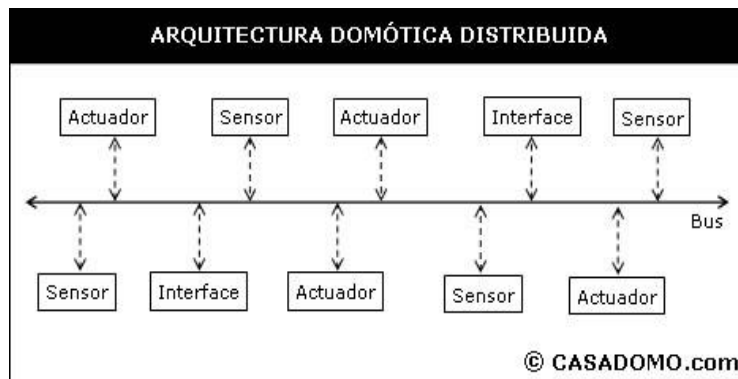 ARQUITECTURA DOMÓTICA DISTRIBUIDA
Actuador Sensor Actuador Interface Sensor
Bus
Sensor Interface Actuador Sensor Actuador
© CASADOMO.com